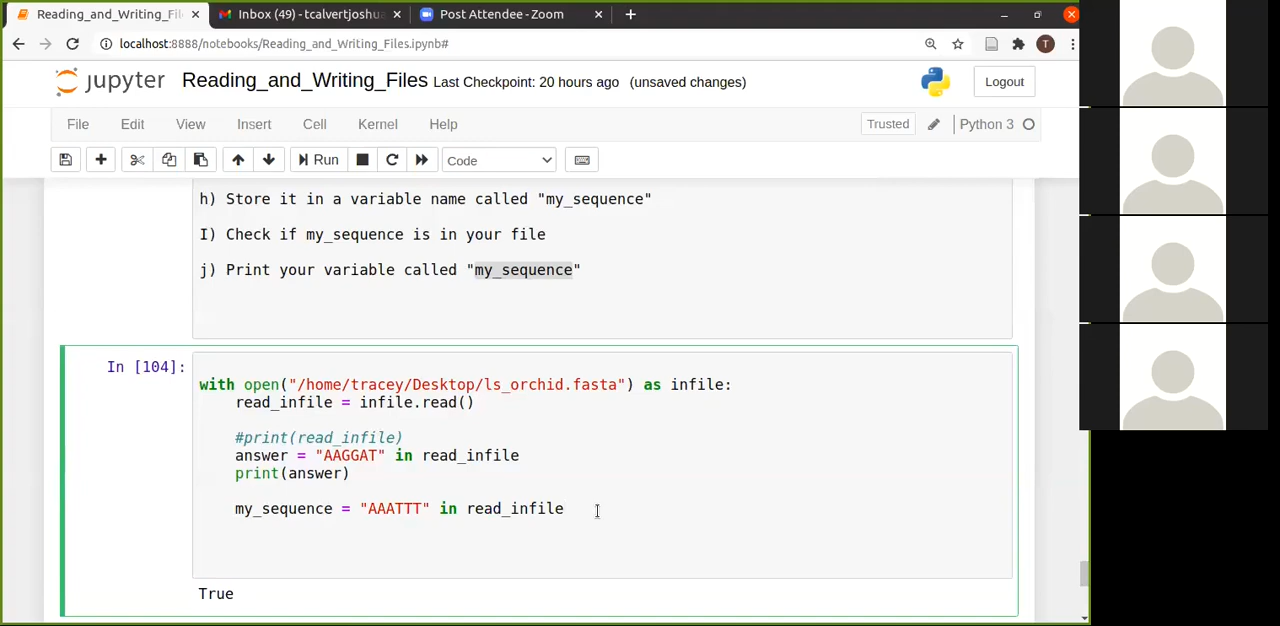 Reading_and_Writing_Fil
Inbox (49) - tcalvertjoshua
Post Attendee - Zoom
localhost:8888/notebooks/Reading_and_Writing_Files.ipynb#
T
jupyter Reading_and_Writing_Files Last Checkpoint: 20 hours ago (unsaved changes)
Logout
File Edit View Insert Cell Kernel Help
Trusted
Python 3
Run
Code
h) Store it in a variable name called "my_sequence"
I) Check if my_sequence is in your file
j) Print your variable called "my_sequence"
In [104]:
with open("/home/tracey/Desktop/ls_orchid.fasta") as infile:
read_infile = infile.read()
#print(read_infile)
answer = "AAGGAT" in read_infile
print(answer)
my_sequence = "AAATTT" in read_infile
True